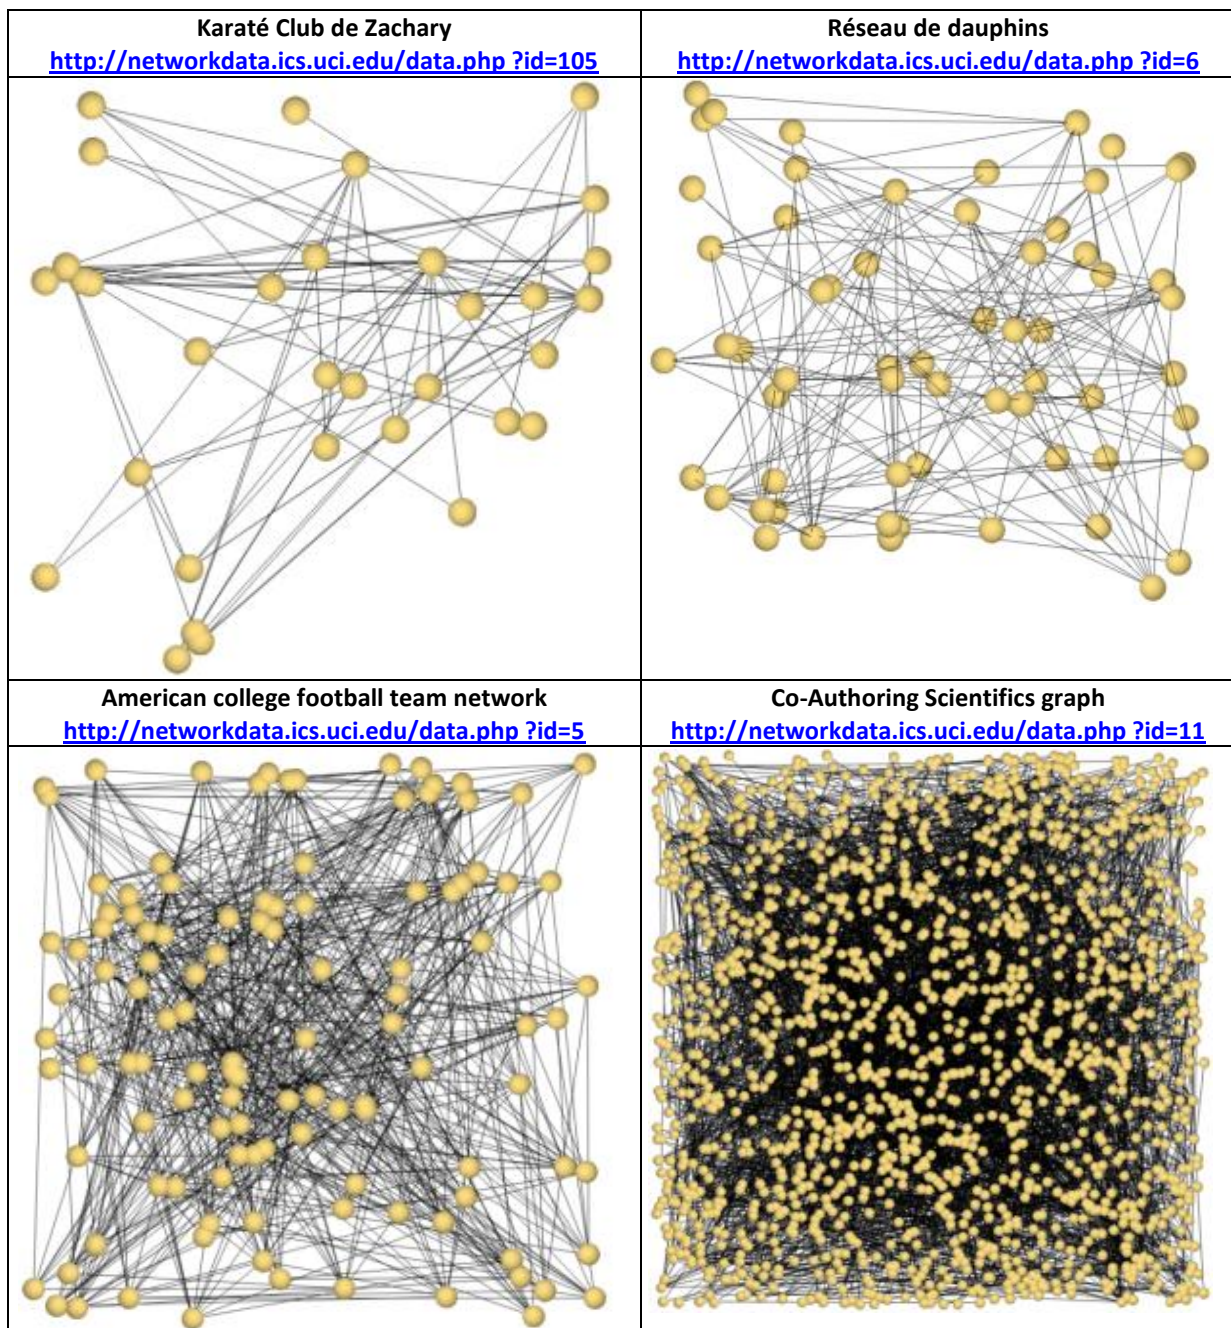 Karaté Club de Zachary
http://networkdata.ics.uci.edu/data.php ?id=105
Réseau de dauphins
http://networkdata.ics.uci.edu/data.php ?id=6
American college football team network
http://networkdata.ics.uci.edu/data.php ?id=5
Co-Authoring Scientifics graph
http://networkdata.ics.uci.edu/data.php ?id=11